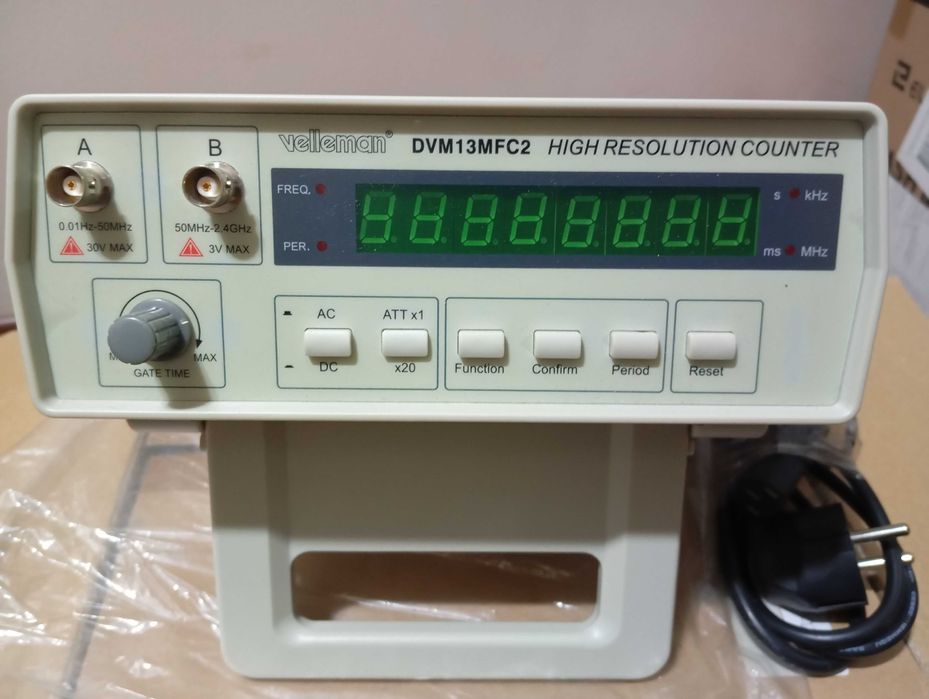 A
B
velleman® DVM13MFC2 HIGH RESOLUTION COUNTER
FREQ.
s kHz
0.01Hz-50MHz
50MHz-2.4GHz
30V MAX
3V MAX
PER.
ms MHz
AC
ATT x1
MAX
GATE TIME
DC
x20
Function
Confirm
Period
Reset